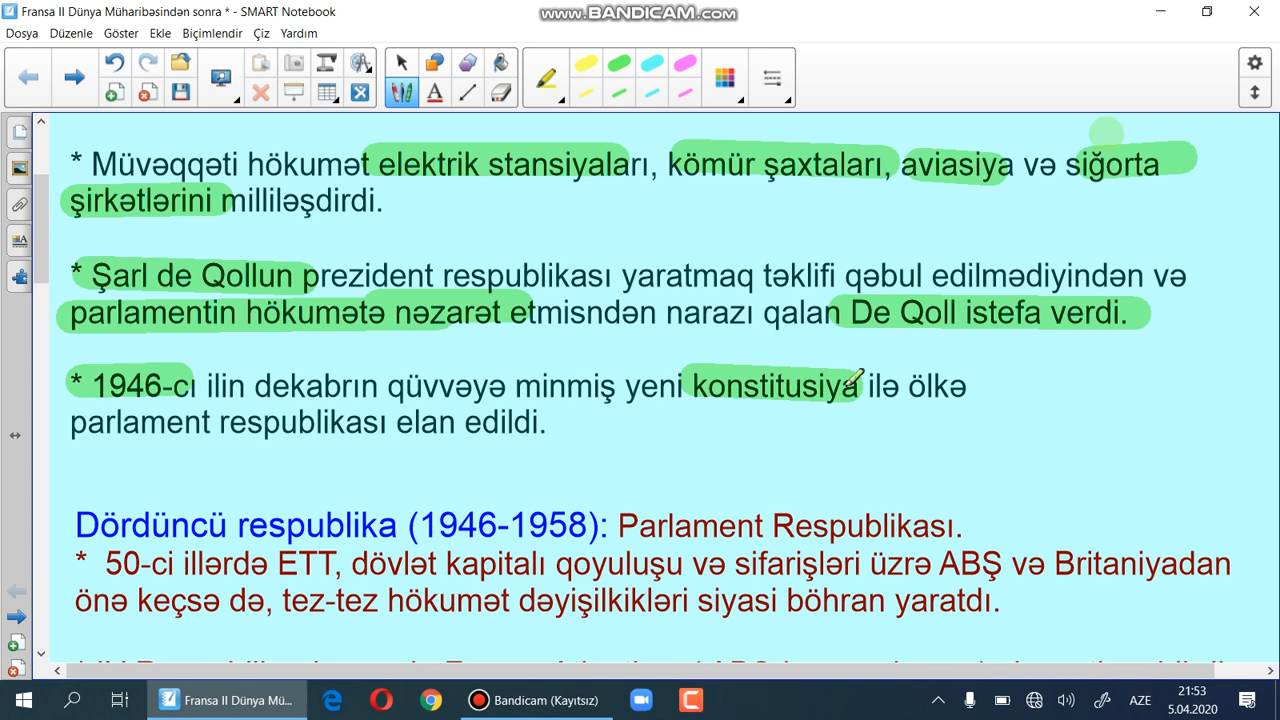 Fransa II Dünya Müharibəsindən sonra * - SMART Notebook
www.BANDICAM.com
Dosya Düzenle Göster Ekle Biçimlendir Çiz Yardım
* Müvəqqəti hökumət elektrik stansiyaları, kömür şaxtaları, aviasiya və siğorta
şirkətlərini milliləşdirdi.
* Şarl de Qollun prezident respublikası yaratmaq təklifi qəbul edilmədiyindən və
parlamentin hökumətə nəzarət etmisndən narazı qalan De Qoll istefa verdi.
* 1946-cı ilin dekabrın qüvvəyə minmiş yeni konstitusiya ilə ölkə
parlament respublikası elan edildi.
Dördüncü respublika (1946-1958): Parlament Respublikası.
* 50-ci illərdə ETT, dövlət kapitalı qoyuluşu və sifarişləri üzrə ABŞ və Britaniyadan
önə keçsə də, tez-tez hökumət dəyişilkikləri siyasi böhran yaratdı.
Fransa II Dünya Mü...
Bandicam (Kayıtsız)
AZE
21:53
5.04.2020